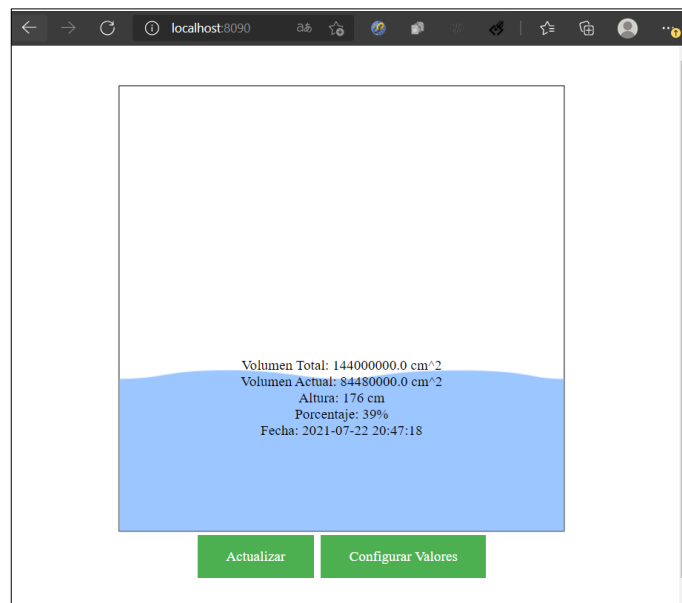 localhost:8090
Volumen Total: 144000000.0 cm^2
Volumen Actual: 84480000.0 cm^2
Altura: 176 cm
Porcentaje: 39%
Fecha: 2021-07-22 20:47:18
Actualizar Configurar Valores